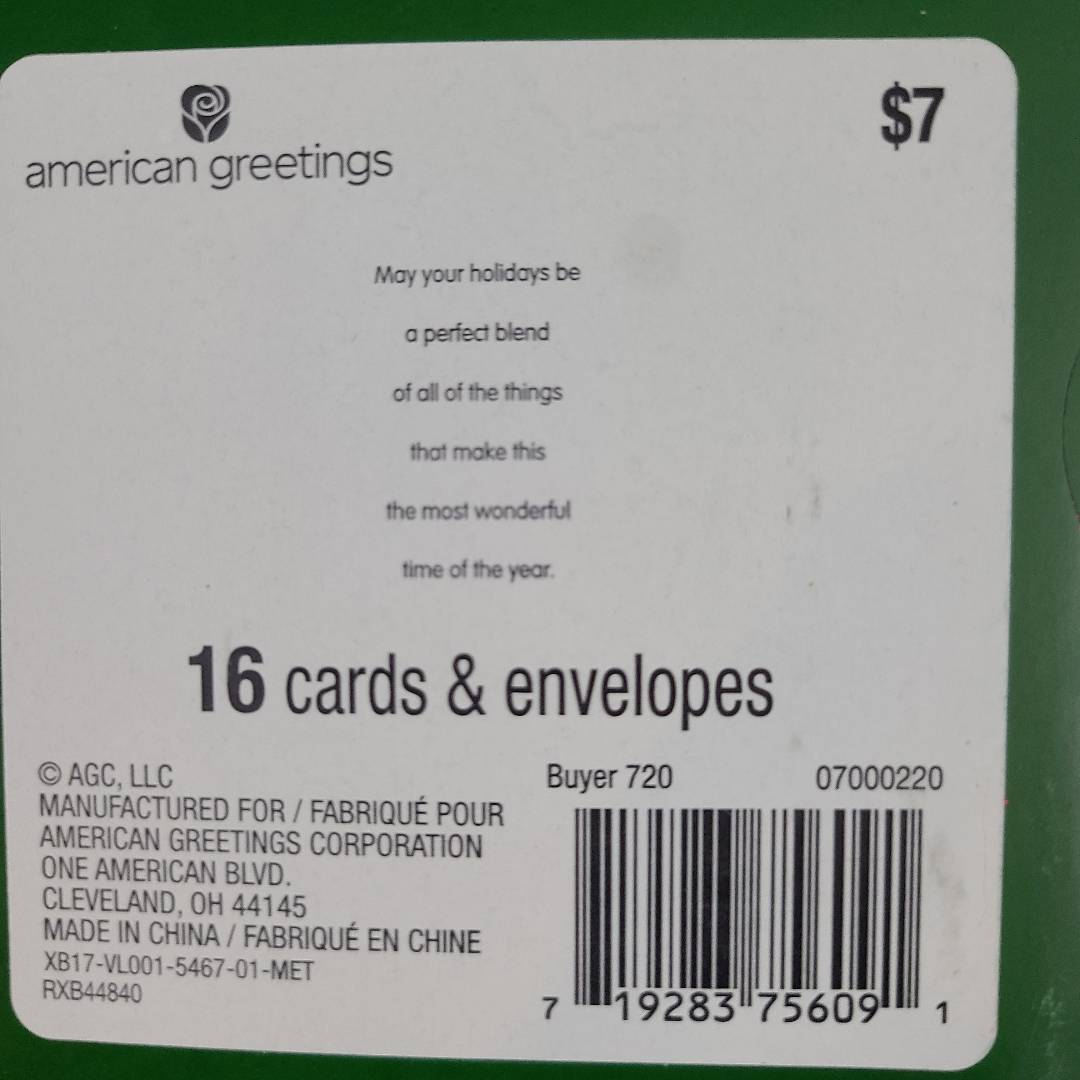 american greetings
$7
May your holidays be
a perfect blend
of all of the things
that make this
the most wonderful
time of the year.
16 cards & envelopes
© AGC, LLC
MANUFACTURED FOR / FABRIQUÉ POUR
AMERICAN GREETINGS CORPORATION
ONE AMERICAN BLVD.
CLEVELAND, OH 44145
MADE IN CHINA / FABRIQUÉ EN CHINE
XB17-VL001-5467-01-MET
RXB44840
Buyer 720 07000220
7 19283 75609 1